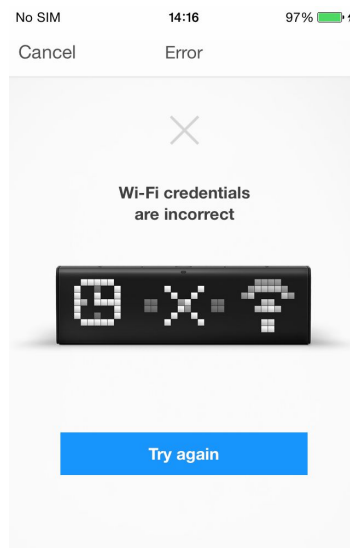 No SIM 14:16 97%
Cancel Error
Wi-Fi credentials
are incorrect
Try again